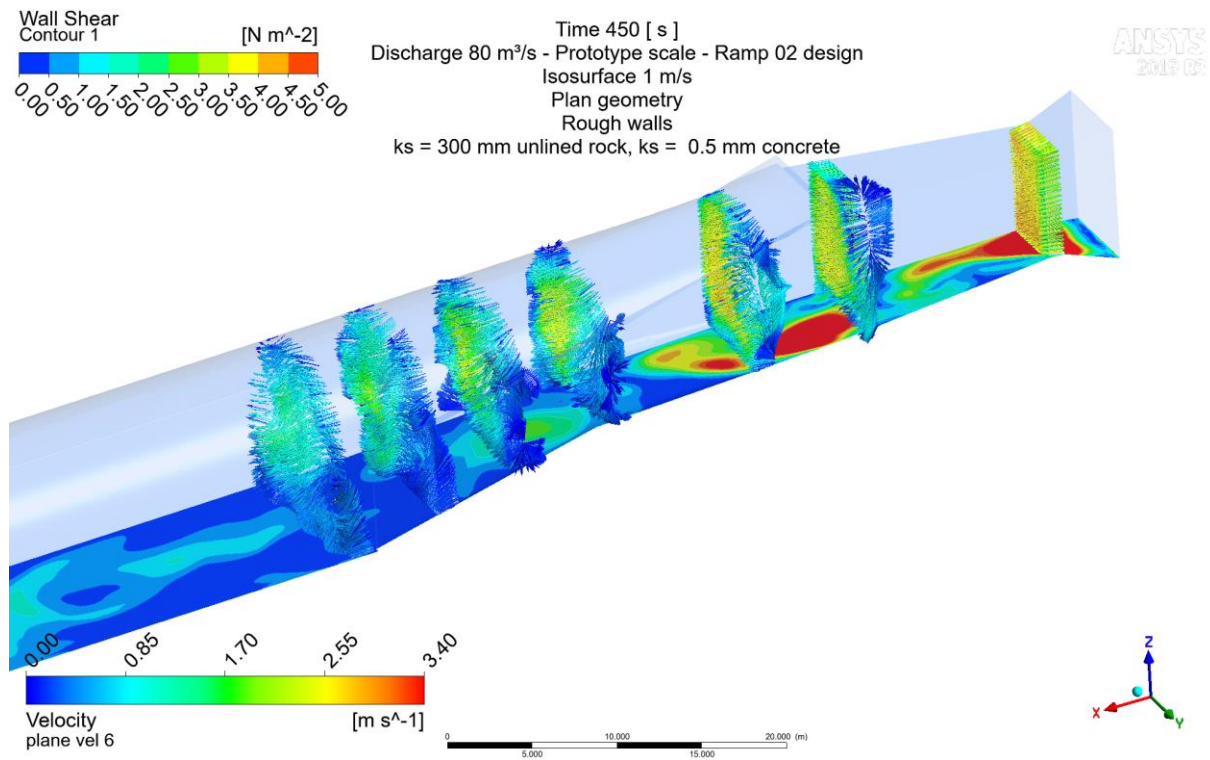 Wall Shear
Contour 1 [N m^-2]
0.00 0.50 1.00 1.50 2.00 2.50 3.00 3.50 4.00 4.50 5.00
Time 450 [ s ]
Discharge 80 m³/s - Prototype scale - Ramp 02 design
Isosurface 1 m/s
Plan geometry
Rough walls
ks = 300 mm unlined rock, ks = 0.5 mm concrete
ANSYS
2019 R3
0.00 0.85 1.70 2.55 3.40
Velocity [m s^-1]
plane vel 6
0 10.000 20.000 (m)
5.000 15.000
Z
X
Y